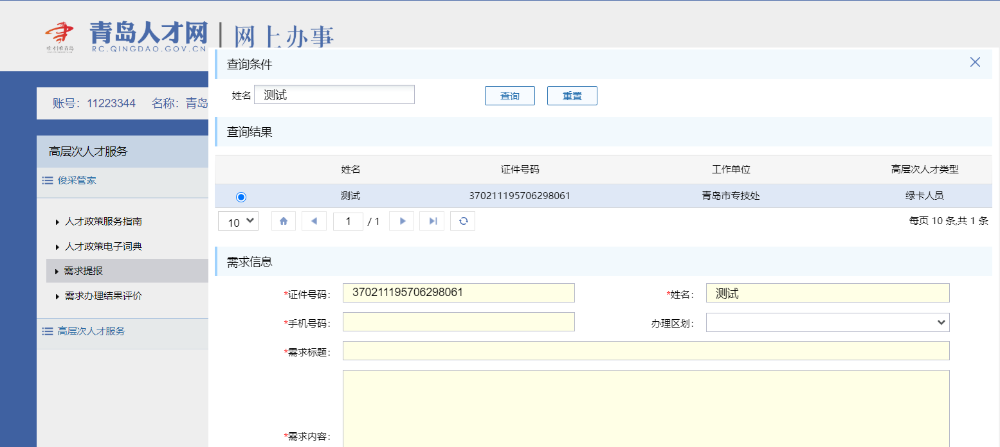 青岛人才网 | 网上办事
RC.QINGDAO.GOV.CN
查询条件
姓名 测试 查询 重置
账号：11223344 名称：青岛
查询结果
高层次人才服务
俊采管家
姓名 证件号码 工作单位 高层次人才类型
测试 370211195706298061 青岛市专技处 绿卡人员
10 1 / 1 每页 10 条,共 1 条
人才政策服务指南
人才政策电子词典
需求提报
需求办理结果评价
高层次人才服务
需求信息
*证件号码： 370211195706298061 *姓名： 测试
*手机号码： 办理区划：
*需求标题：
*需求内容：